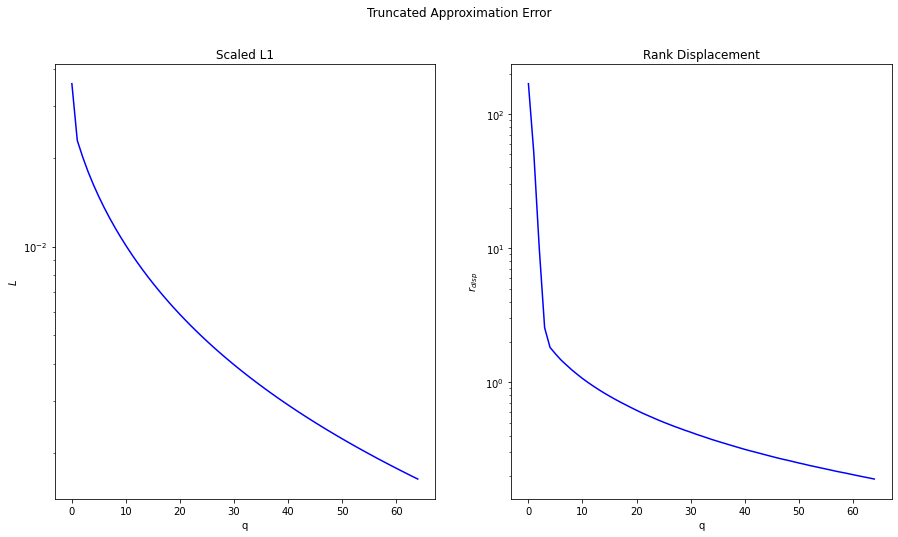 Truncated Approximation Error
Scaled L1
L
10⁻²
0 10 20 30 40 50 60
q
Rank Displacement
r_disp
10²
10¹
10⁰
0 10 20 30 40 50 60
q